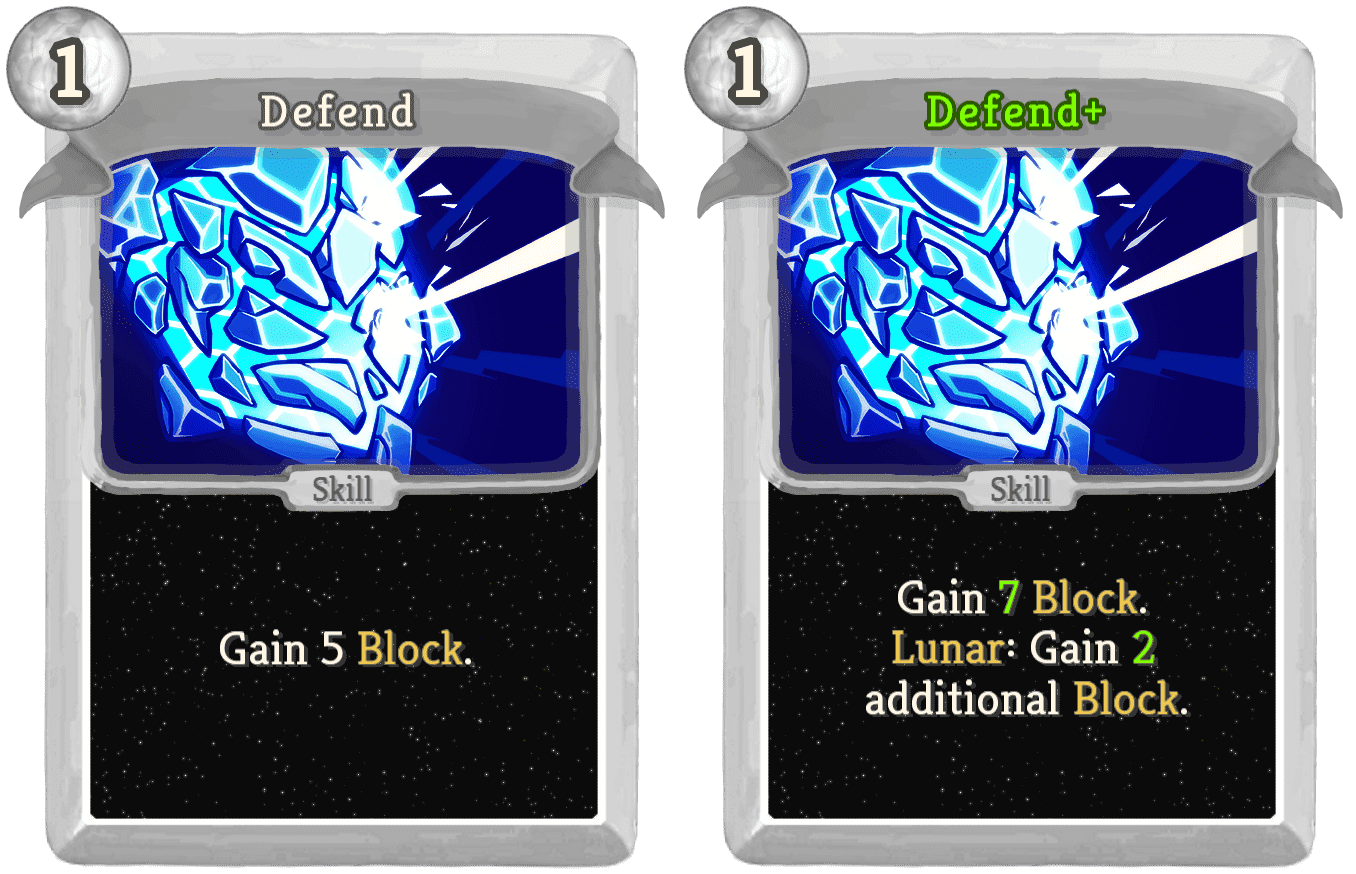 1
Defend
Skill
Gain 5 Block.
1
Defend+
Skill
Gain 7 Block.
Lunar: Gain 2
additional Block.